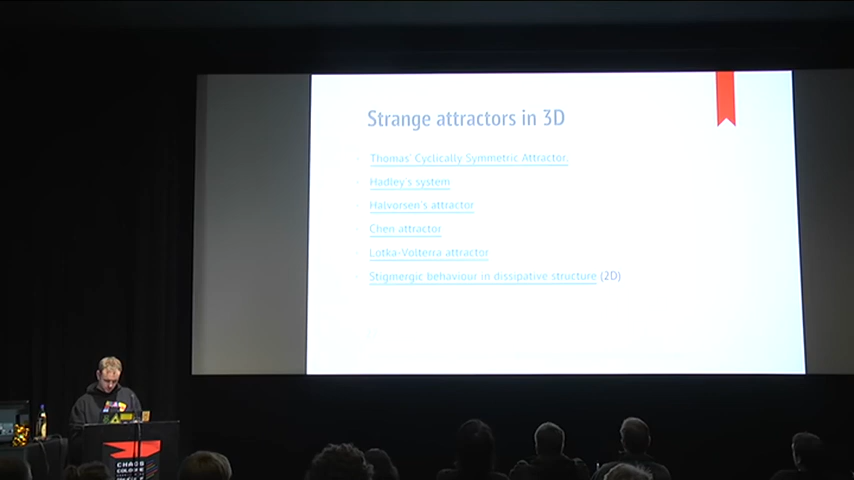 Strange attractors in 3D
Thomas' Cyclically Symmetric Attractor.
Hadley's system
Halvorsen's attractor
Chen attractor
Lotka-Volterra attractor
Stigmergic behaviour in dissipative structure (2D)
CHAOS